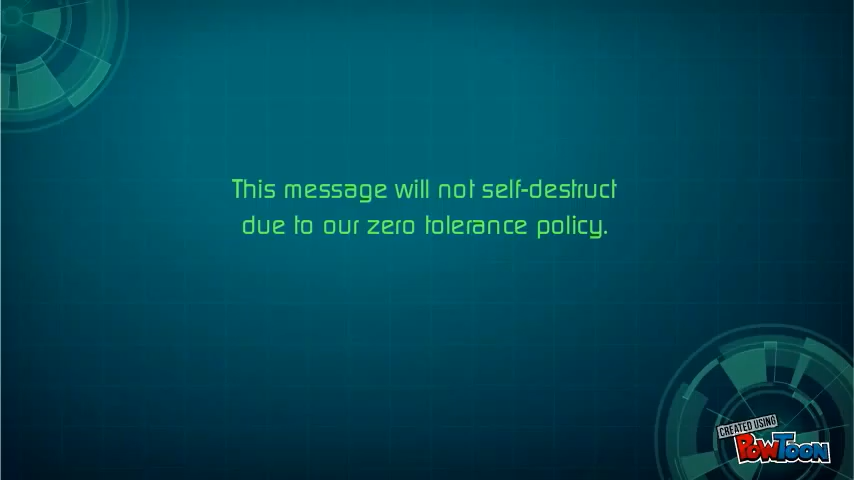 This message will not self-destruct
due to our zero tolerance policy.
CREATED USING
POWTOON